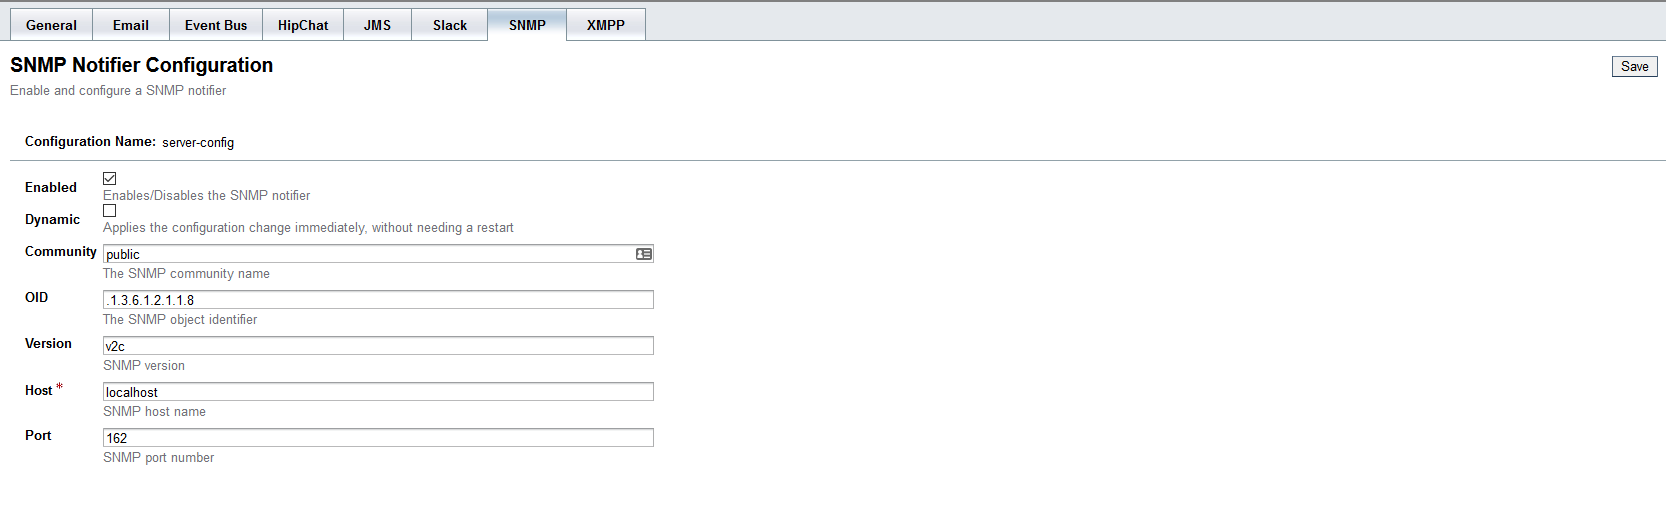 General Email Event Bus HipChat JMS Slack SNMP XMPP
SNMP Notifier Configuration
Save
Enable and configure a SNMP notifier
Configuration Name: server-config
Enabled
Enables/Disables the SNMP notifier
Dynamic
Applies the configuration change immediately, without needing a restart
Community public
The SNMP community name
OID .1.3.6.1.2.1.1.8
The SNMP object identifier
Version v2c
SNMP version
Host * localhost
SNMP host name
Port 162
SNMP port number